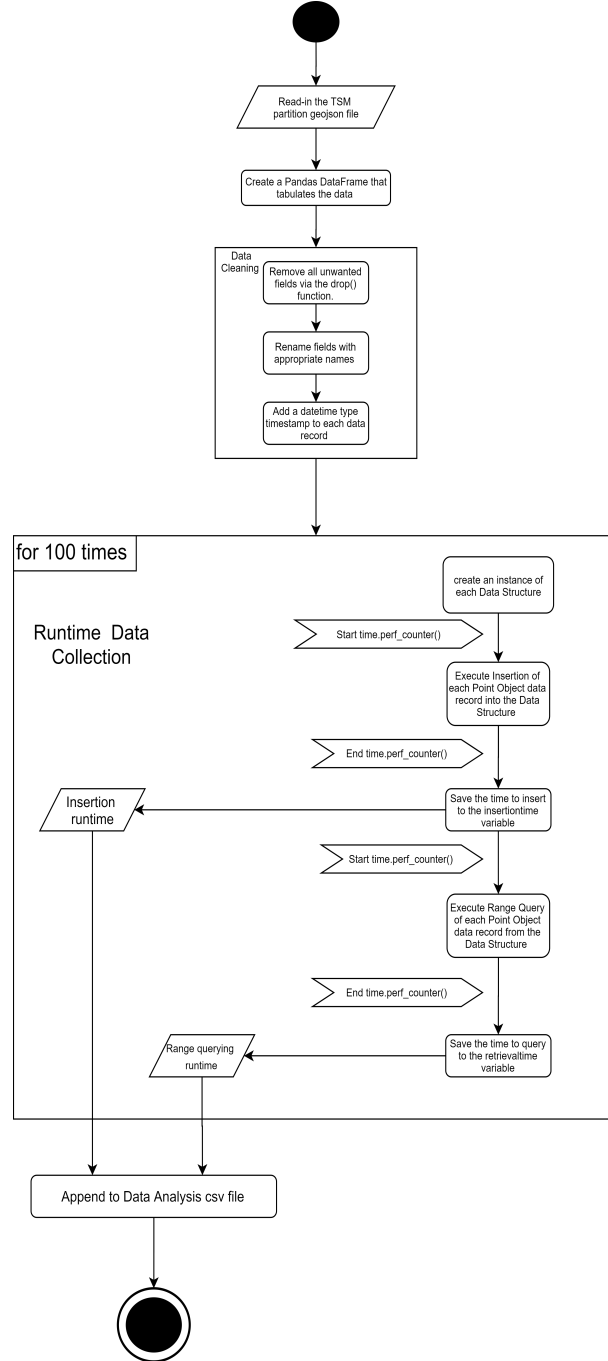 Read-in the TSM
partition geojson file
Create a Pandas DataFrame that
tabulates the data
Data
Cleaning
Remove all unwanted
fields via the drop()
function.
Rename fields with
appropriate names
Add a datetime type
timestamp to each data
record
for 100 times
Runtime Data
Collection
create an instance of
each Data Structure
Start time.perf_counter()
Execute Insertion of
each Point Object data
record into the Data
Structure
End time.perf_counter()
Save the time to insert
to the insertiontime
variable
Insertion
runtime
Start time.perf_counter()
Execute Range Query
of each Point Object
data record from the
Data Structure
End time.perf_counter()
Save the time to query
to the retrievaltime
variable
Range querying
runtime
Append to Data Analysis csv file